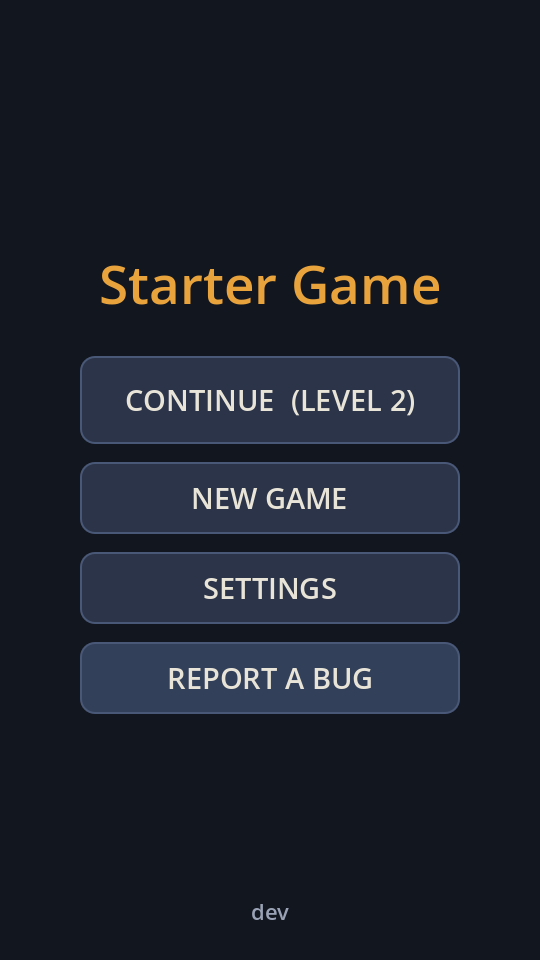 Starter Game
CONTINUE  (LEVEL 2)
NEW GAME
SETTINGS
REPORT A BUG
dev